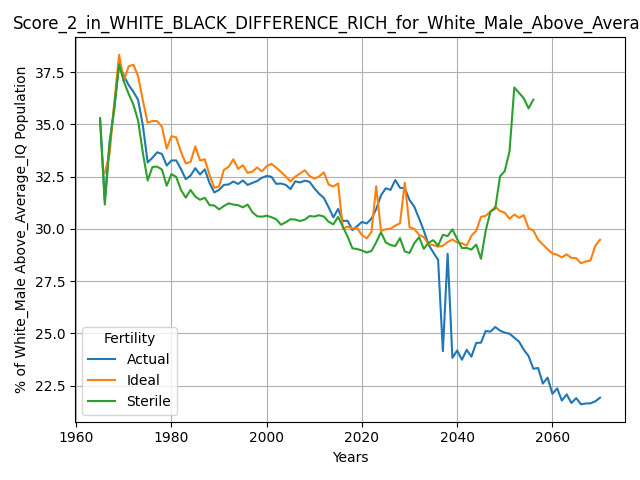 Score_2_in_WHITE_BLACK_DIFFERENCE_RICH_for_White_Male_Above_Avera
% of White_Male Above_Average_IQ Population
37.5
35.0
32.5
30.0
27.5
25.0
22.5
Fertility
Actual
Ideal
Sterile
1960
1980
2000
2020
2040
2060
Years